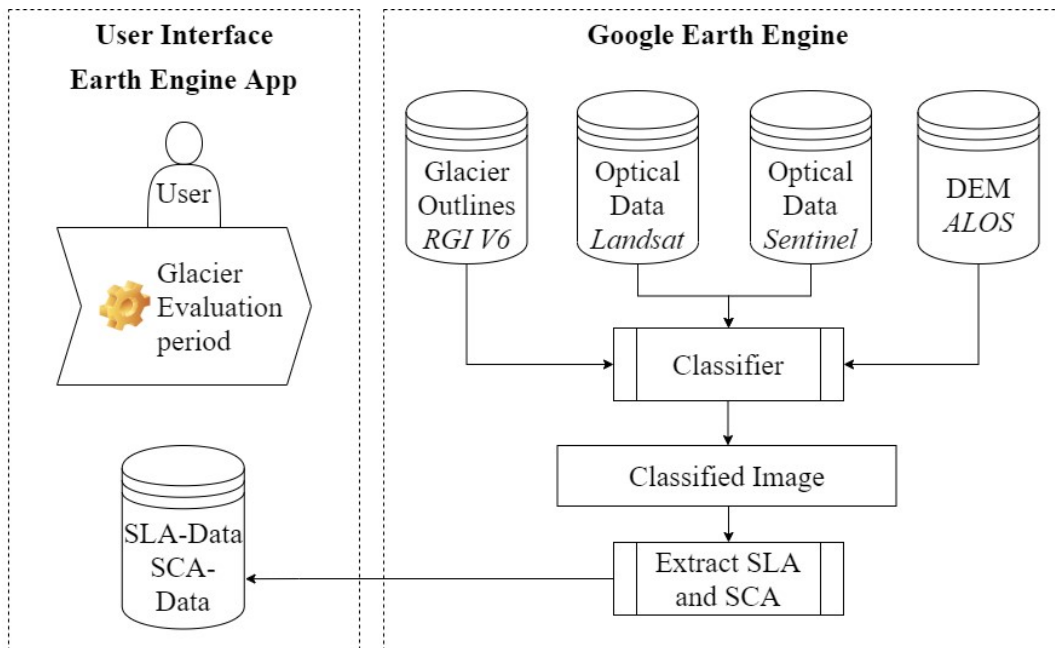 User Interface
Earth Engine App
User
Glacier
Evaluation
period
SLA-Data
SCA-
Data
Google Earth Engine
Glacier
Outlines
RGI V6
Optical
Data
Landsat
Optical
Data
Sentinel
DEM
ALOS
Classifier
Classified Image
Extract SLA
and SCA